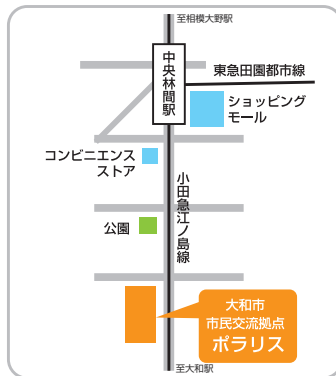 至相模大野駅
中央林間駅
東急田園都市線
ショッピング
モール
コンビニエンス
ストア
小田急江ノ島線
公園
大和市
市民交流拠点
ポラリス
至大和駅